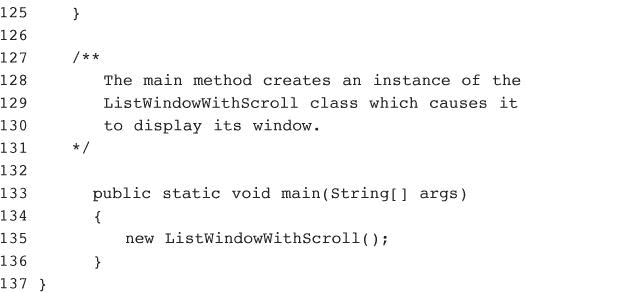 125    }
126
127    /**
128       The main method creates an instance of the
129       ListWindowWithScroll class which causes it
130       to display its window.
131    */
132
133      public static void main(String[] args)
134      {
135         new ListWindowWithScroll();
136      }
137 }